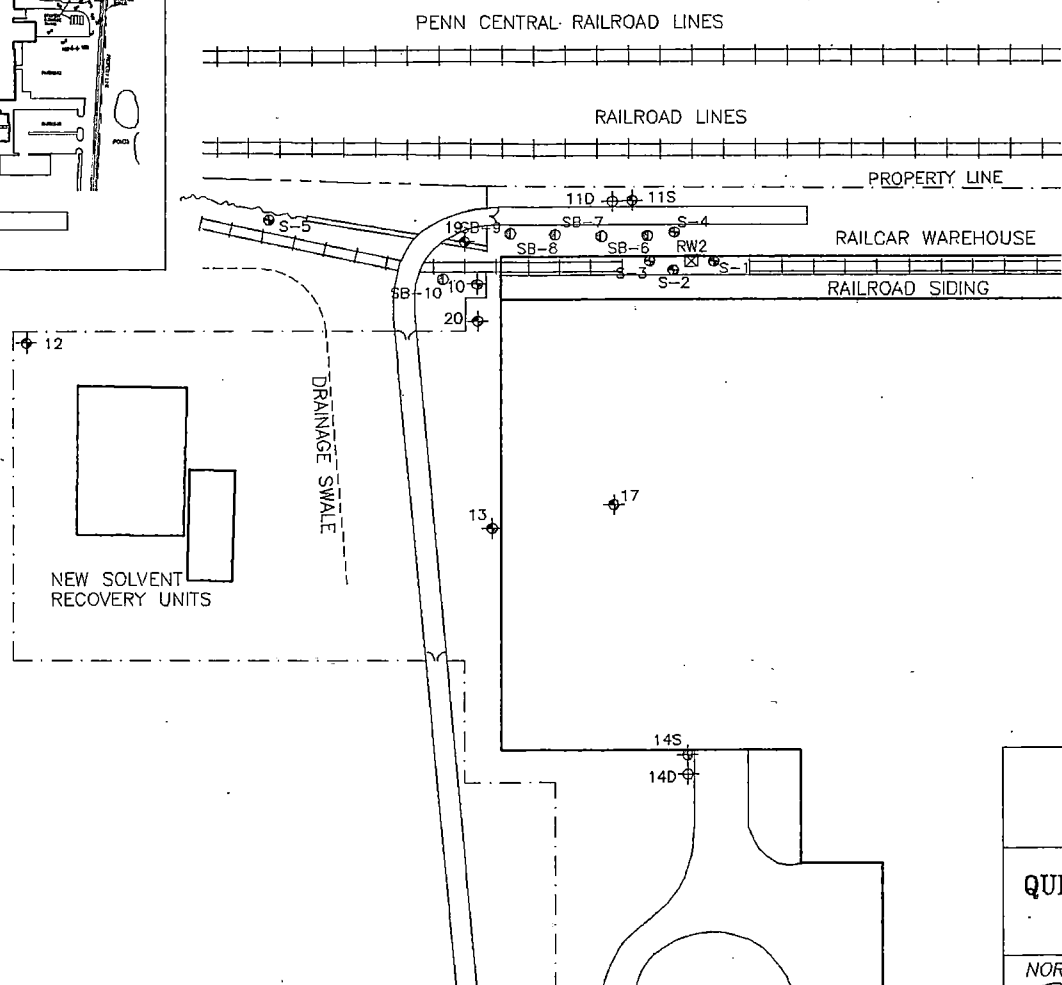 PENN CENTRAL RAILROAD LINES
RAILROAD LINES
PROPERTY LINE
11D
11S
S-5
19
SB-9
SB-7
S-4
SB-8
SB-6
RW2
RAILCAR WAREHOUSE
S-3
S-1
S-2
SB-10
10
RAILROAD SIDING
20
12
DRAINAGE SWALE
17
13
NEW SOLVENT
RECOVERY UNITS
14S
14D
QUI
NOR
PONDS